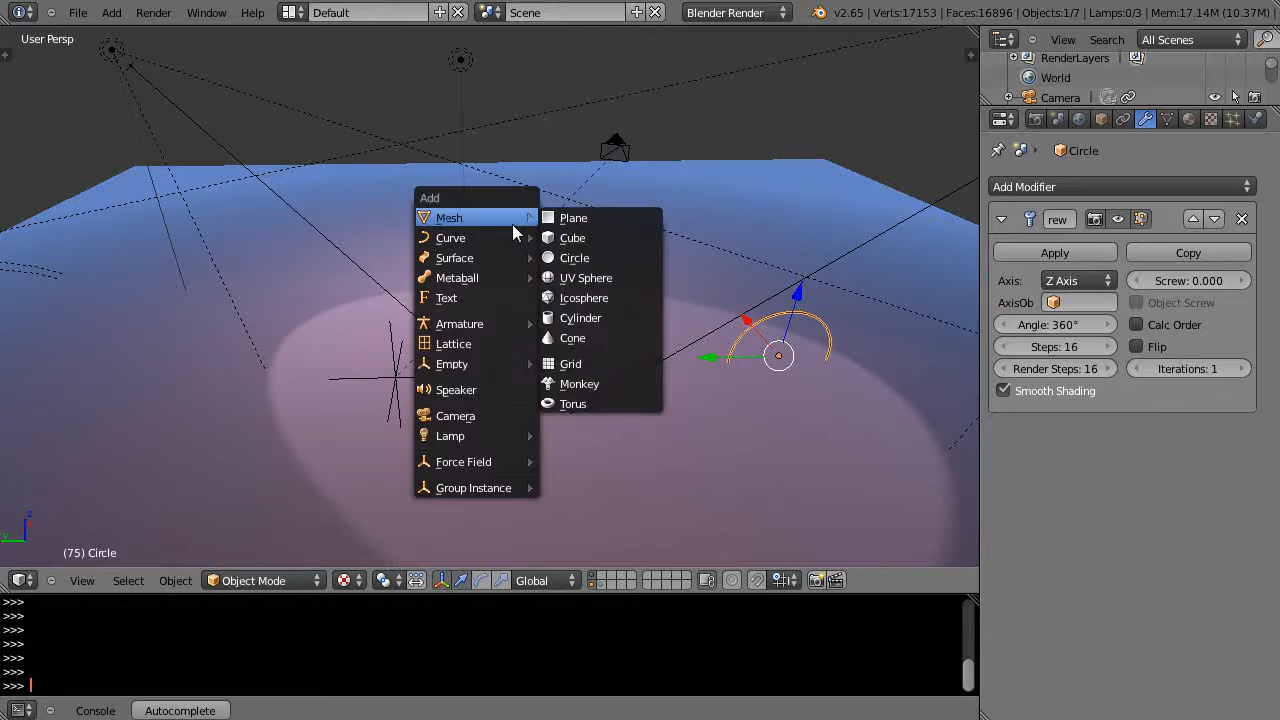 File Add Render Window Help Default Scene Blender Render v2.65 | Verts:17153 | Faces:16896 | Objects:1/7 | Lamps:0/3 | Mem:17.14M (10.37M)
User Persp
View Search All Scenes
RenderLayers
World
Camera
Circle
Add Modifier
rew
Apply Copy
Axis: Z Axis Screw: 0.000
AxisOb Object Screw
Angle: 360° Calc Order
Steps: 16 Flip
Render Steps: 16 Iterations: 1
Smooth Shading
Add
Mesh
Curve
Surface
Metaball
Text
Armature
Lattice
Empty
Speaker
Camera
Lamp
Force Field
Group Instance
Plane
Cube
Circle
UV Sphere
Icosphere
Cylinder
Cone
Grid
Monkey
Torus
z
y
(75) Circle
View Select Object Object Mode Global
>>>
>>>
>>>
>>>
>>>
>>>
>>>
Console Autocomplete